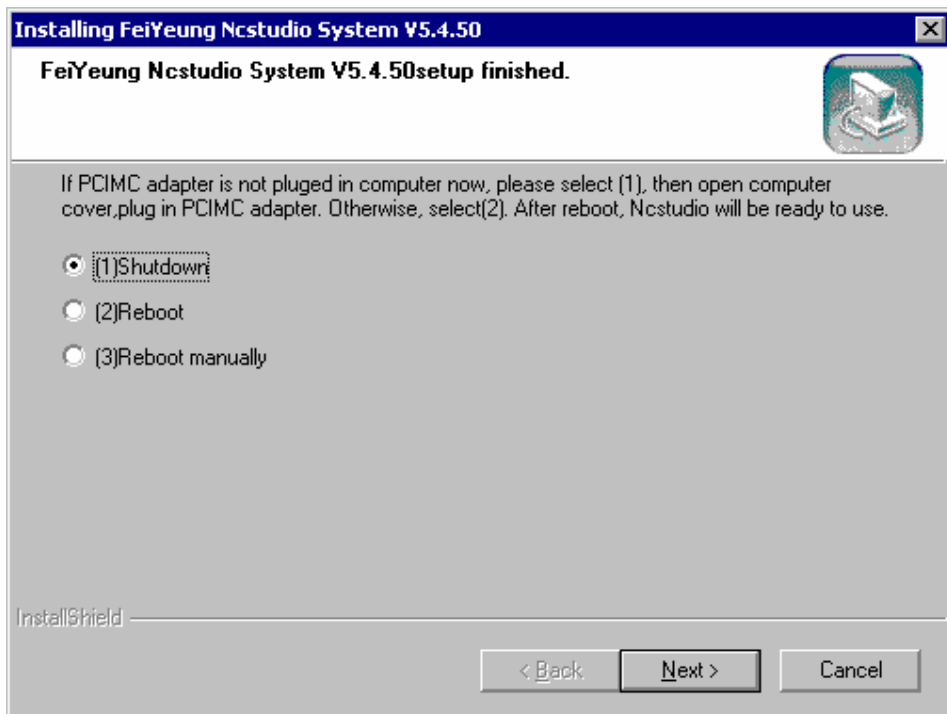 Installing FeiYeung Ncstudio System V5.4.50
FeiYeung Ncstudio System V5.4.50setup finished.
If PCIMC adapter is not pluged in computer now, please select (1), then open computer
cover,plug in PCIMC adapter. Otherwise, select(2). After reboot, Ncstudio will be ready to use.
(1)Shutdown
(2)Reboot
(3)Reboot manually
InstallShield
< Back
Next >
Cancel